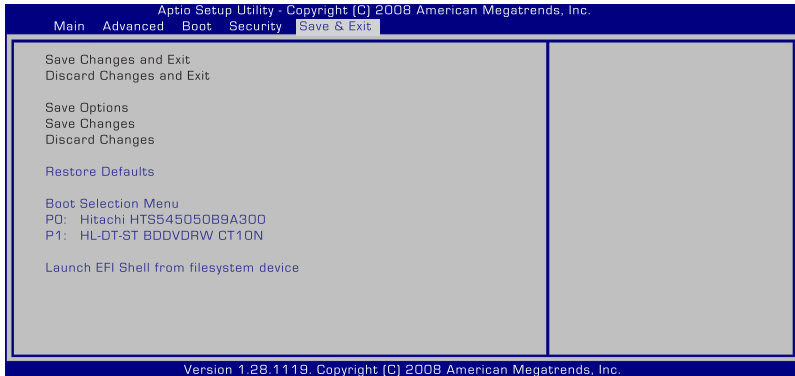 Aptio Setup Utility - Copyright (C) 2008 American Megatrends, Inc.
Main Advanced Boot Security Save & Exit
Save Changes and Exit
Discard Changes and Exit
Save Options
Save Changes
Discard Changes
Restore Defaults
Boot Selection Menu
P0: Hitachi HTS545050B9A300
P1: HL-DT-ST BDDVDRW CT10N
Launch EFI Shell from filesystem device
Version 1.28.1119. Copyright (C) 2008 American Megatrends, Inc.